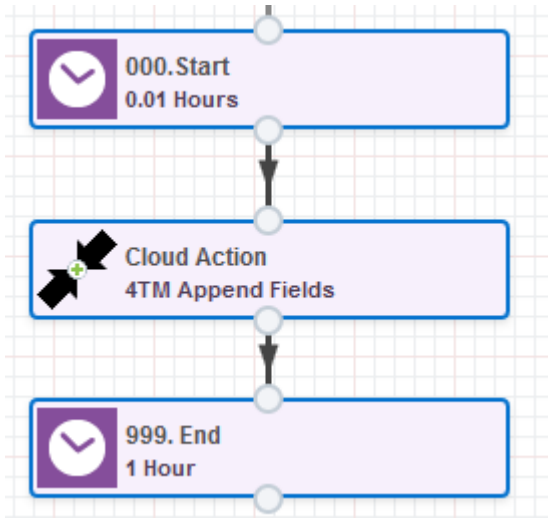 000.Start
0.01 Hours
Cloud Action
4TM Append Fields
999. End
1 Hour